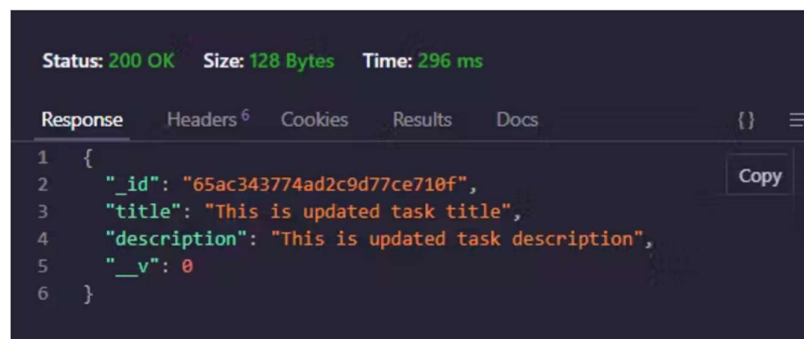 Status: 200 OK Size: 128 Bytes Time: 296 ms
Response Headers 6 Cookies Results Docs {}
Copy
1 {
2 "_id": "65ac343774ad2c9d77ce710f",
3 "title": "This is updated task title",
4 "description": "This is updated task description",
5 "__v": 0
6 }